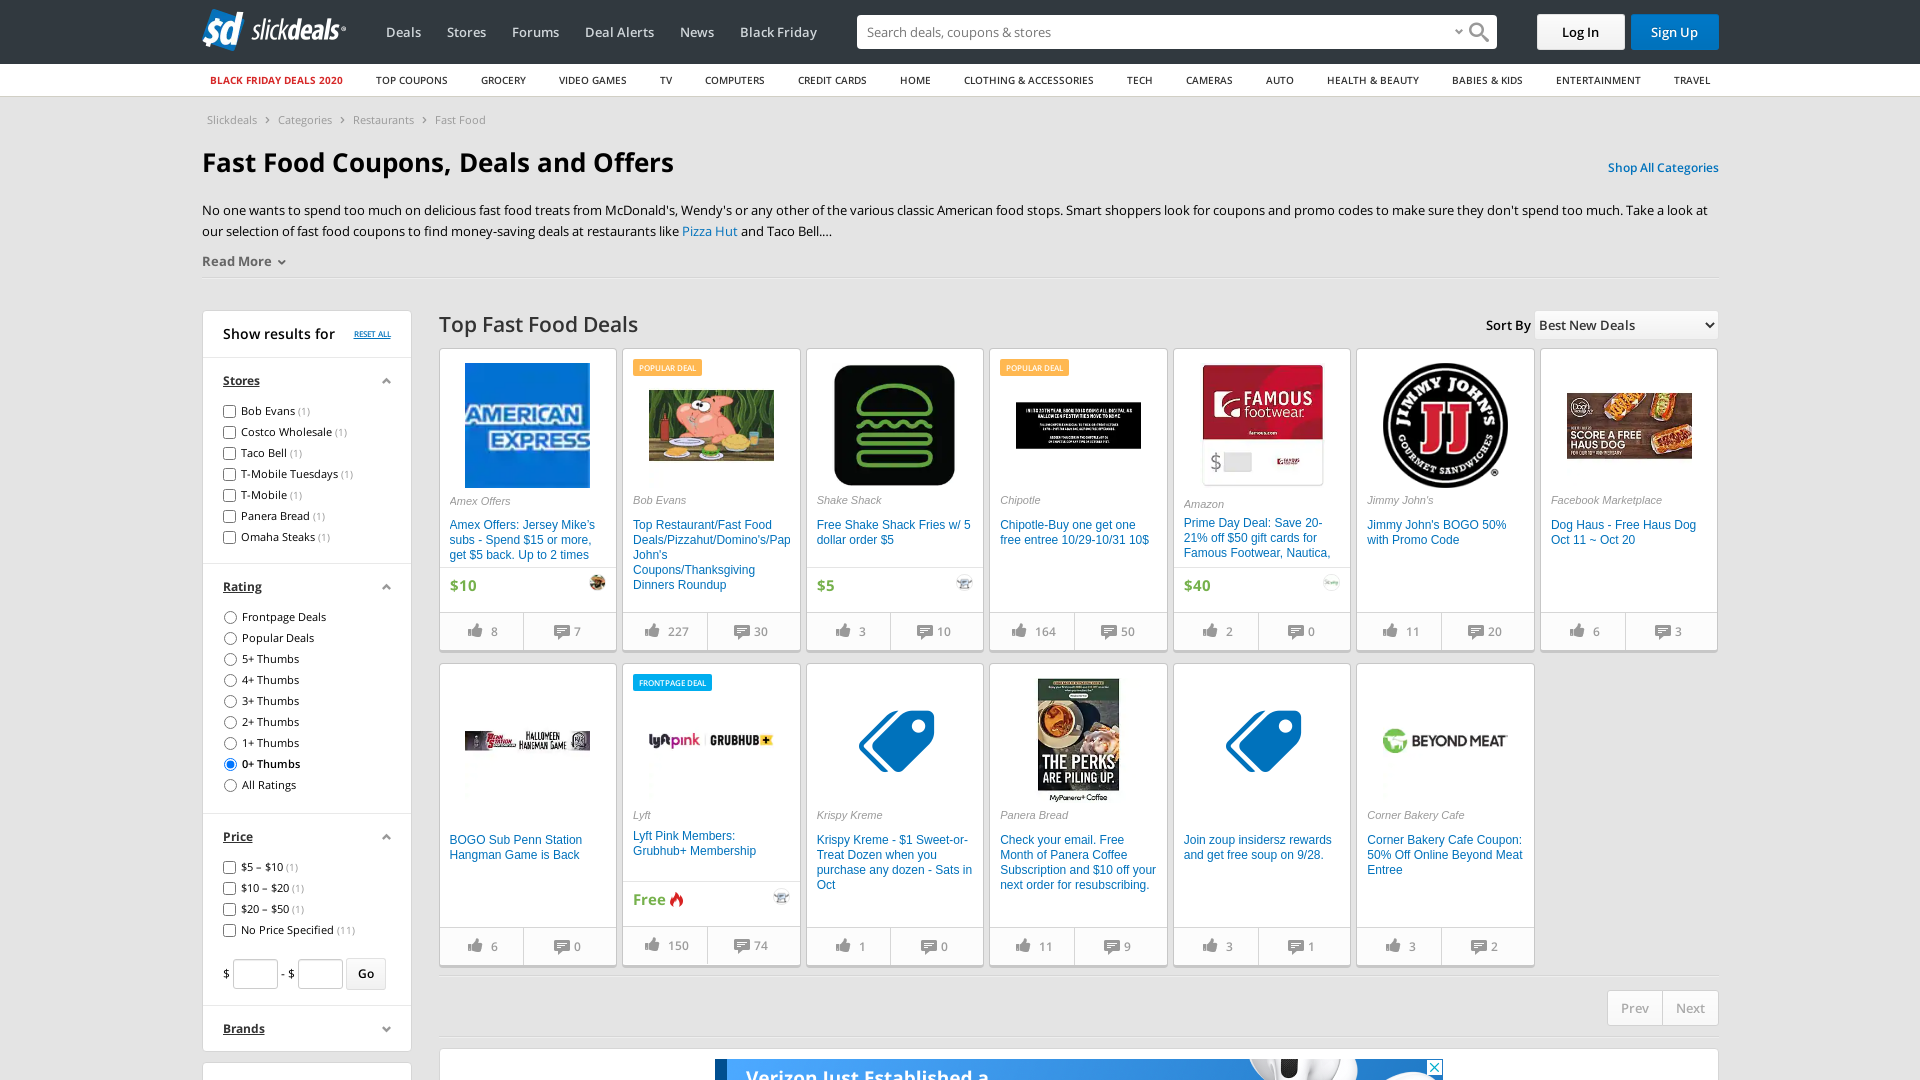 sd slickdeals
Deals
Stores
Forums
Deal Alerts
News
Black Friday
Search deals, coupons & stores
Log In
Sign Up
BLACK FRIDAY DEALS 2020
TOP COUPONS
GROCERY
VIDEO GAMES
TV
COMPUTERS
CREDIT CARDS
HOME
CLOTHING & ACCESSORIES
TECH
CAMERAS
AUTO
HEALTH & BEAUTY
BABIES & KIDS
ENTERTAINMENT
TRAVEL
Slickdeals > Categories > Restaurants > Fast Food
Fast Food Coupons, Deals and Offers
Shop All Categories
No one wants to spend too much on delicious fast food treats from McDonald's, Wendy's or any other of the various classic American food stops. Smart shoppers look for coupons and promo codes to make sure they don't spend too much. Take a look at
our selection of fast food coupons to find money-saving deals at restaurants like Pizza Hut and Taco Bell....
Read More
Show results for
RESET ALL
Stores
Bob Evans (1)
Costco Wholesale (1)
Taco Bell (1)
T-Mobile Tuesdays (1)
T-Mobile (1)
Panera Bread (1)
Omaha Steaks (1)
Rating
Frontpage Deals
Popular Deals
5+ Thumbs
4+ Thumbs
3+ Thumbs
2+ Thumbs
1+ Thumbs
0+ Thumbs
All Ratings
Price
$5 – $10 (1)
$10 – $20 (1)
$20 – $50 (1)
No Price Specified (11)
$ - $ Go
Brands
Top Fast Food Deals
Sort By Best New Deals
AMERICAN
EXPRESS
Amex Offers
Amex Offers: Jersey Mike's
subs - Spend $15 or more,
get $5 back. Up to 2 times
$10
8
7
POPULAR DEAL
Bob Evans
Top Restaurant/Fast Food
Deals/Pizzahut/Domino's/Pap
John's
Coupons/Thanksgiving
Dinners Roundup
227
30
Shake Shack
Free Shake Shack Fries w/ 5
dollar order $5
$5
3
10
POPULAR DEAL
Chipotle
Chipotle-Buy one get one
free entree 10/29-10/31 10$
164
50
FAMOUS
footwear.
famous.com
$
Amazon
Prime Day Deal: Save 20-
21% off $50 gift cards for
Famous Footwear, Nautica,
$40
2
0
JIMMY JOHN'S
JJ
GOURMET SANDWICHES
Jimmy John's
Jimmy John's BOGO 50%
with Promo Code
11
20
SCORE A FREE
HAUS DOG
Facebook Marketplace
Dog Haus - Free Haus Dog
Oct 11 ~ Oct 20
6
3
HALLOWEEN
HANGMAN GAME
BOGO Sub Penn Station
Hangman Game is Back
6
0
FRONTPAGE DEAL
lyft pink GRUBHUB+
Lyft
Lyft Pink Members:
Grubhub+ Membership
Free
150
74
Krispy Kreme
Krispy Kreme - $1 Sweet-or-
Treat Dozen when you
purchase any dozen - Sats in
Oct
1
0
THE PERKS
ARE PILING UP.
MyPanera+ Coffee
Panera Bread
Check your email. Free
Month of Panera Coffee
Subscription and $10 off your
next order for resubscribing.
11
9
Join zoup insidersz rewards
and get free soup on 9/28.
3
1
BEYOND MEAT
Corner Bakery Cafe
Corner Bakery Cafe Coupon:
50% Off Online Beyond Meat
Entree
3
2
Prev
Next
Verizon Just Established a